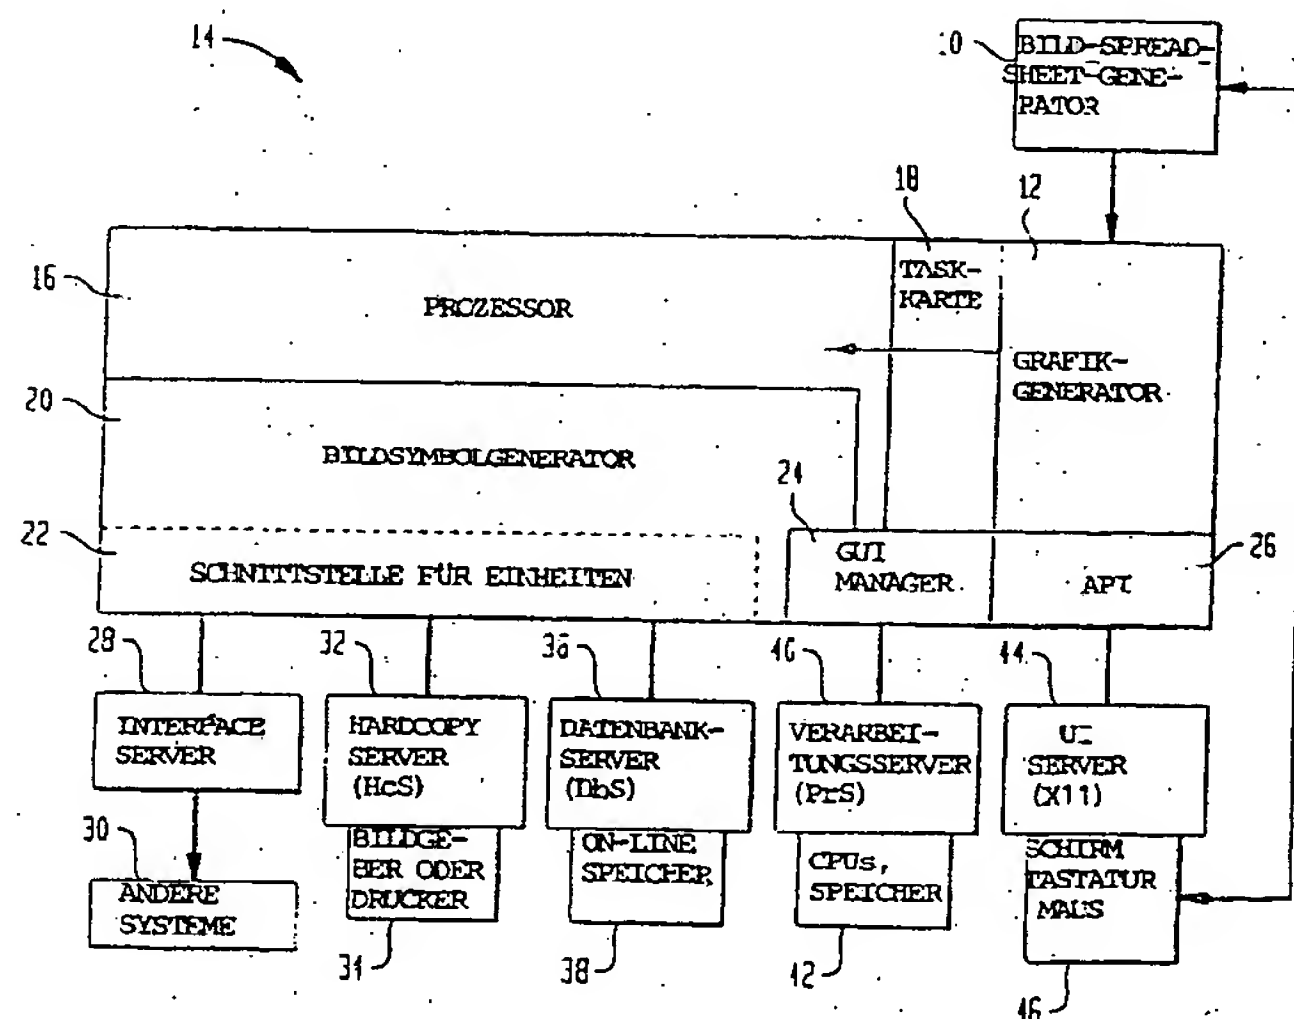 14
10
BILD-SPREAD-
SHEET-GENE-
RATOR
18
12
16
PROZESSOR
TASK-
KARTE
GRAFIK-
GENERATOR
20
BILDSYMBOLGENERATOR
24
22
SCHNITTSTELLE FÜR EINHEITEN
GUI
MANAGER
API
26
28
INTERFACE
SERVER
32
HARDCOPY
SERVER
(HcS)
36
DATENBANK-
SERVER
(DbS)
40
VERARBEI-
TUNGSSERVER
(PrS)
44
UI
SERVER
(X11)
30
ANDERE
SYSTEME
BILDGE-
BER ODER
DRUCKER
34
ON-LINE
SPEICHER
38
CPUs,
SPEICHER
42
SCHIRM
TASTATUR
MAUS
46